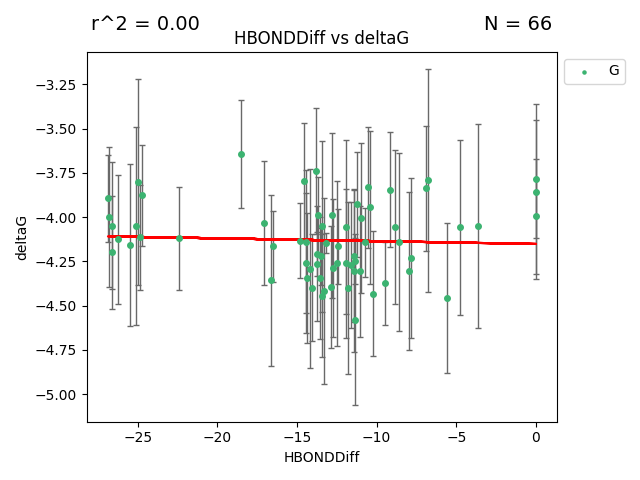 r^2 = 0.00
N = 66
HBONDDiff vs deltaG
G
−3.25
−3.50
−3.75
−4.00
−4.25
−4.50
−4.75
−5.00
deltaG
−25
−20
−15
−10
−5
0
HBONDDiff